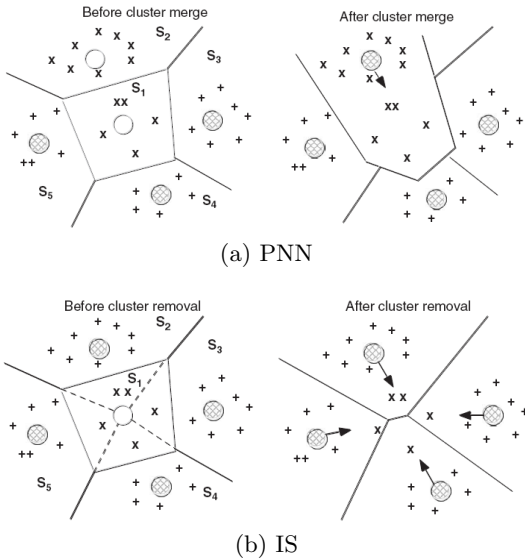 Before cluster merge
After cluster merge
S2
S3
S1
S5
S4
(a) PNN
Before cluster removal
After cluster removal
S2
S3
S1
S5
S4
(b) IS